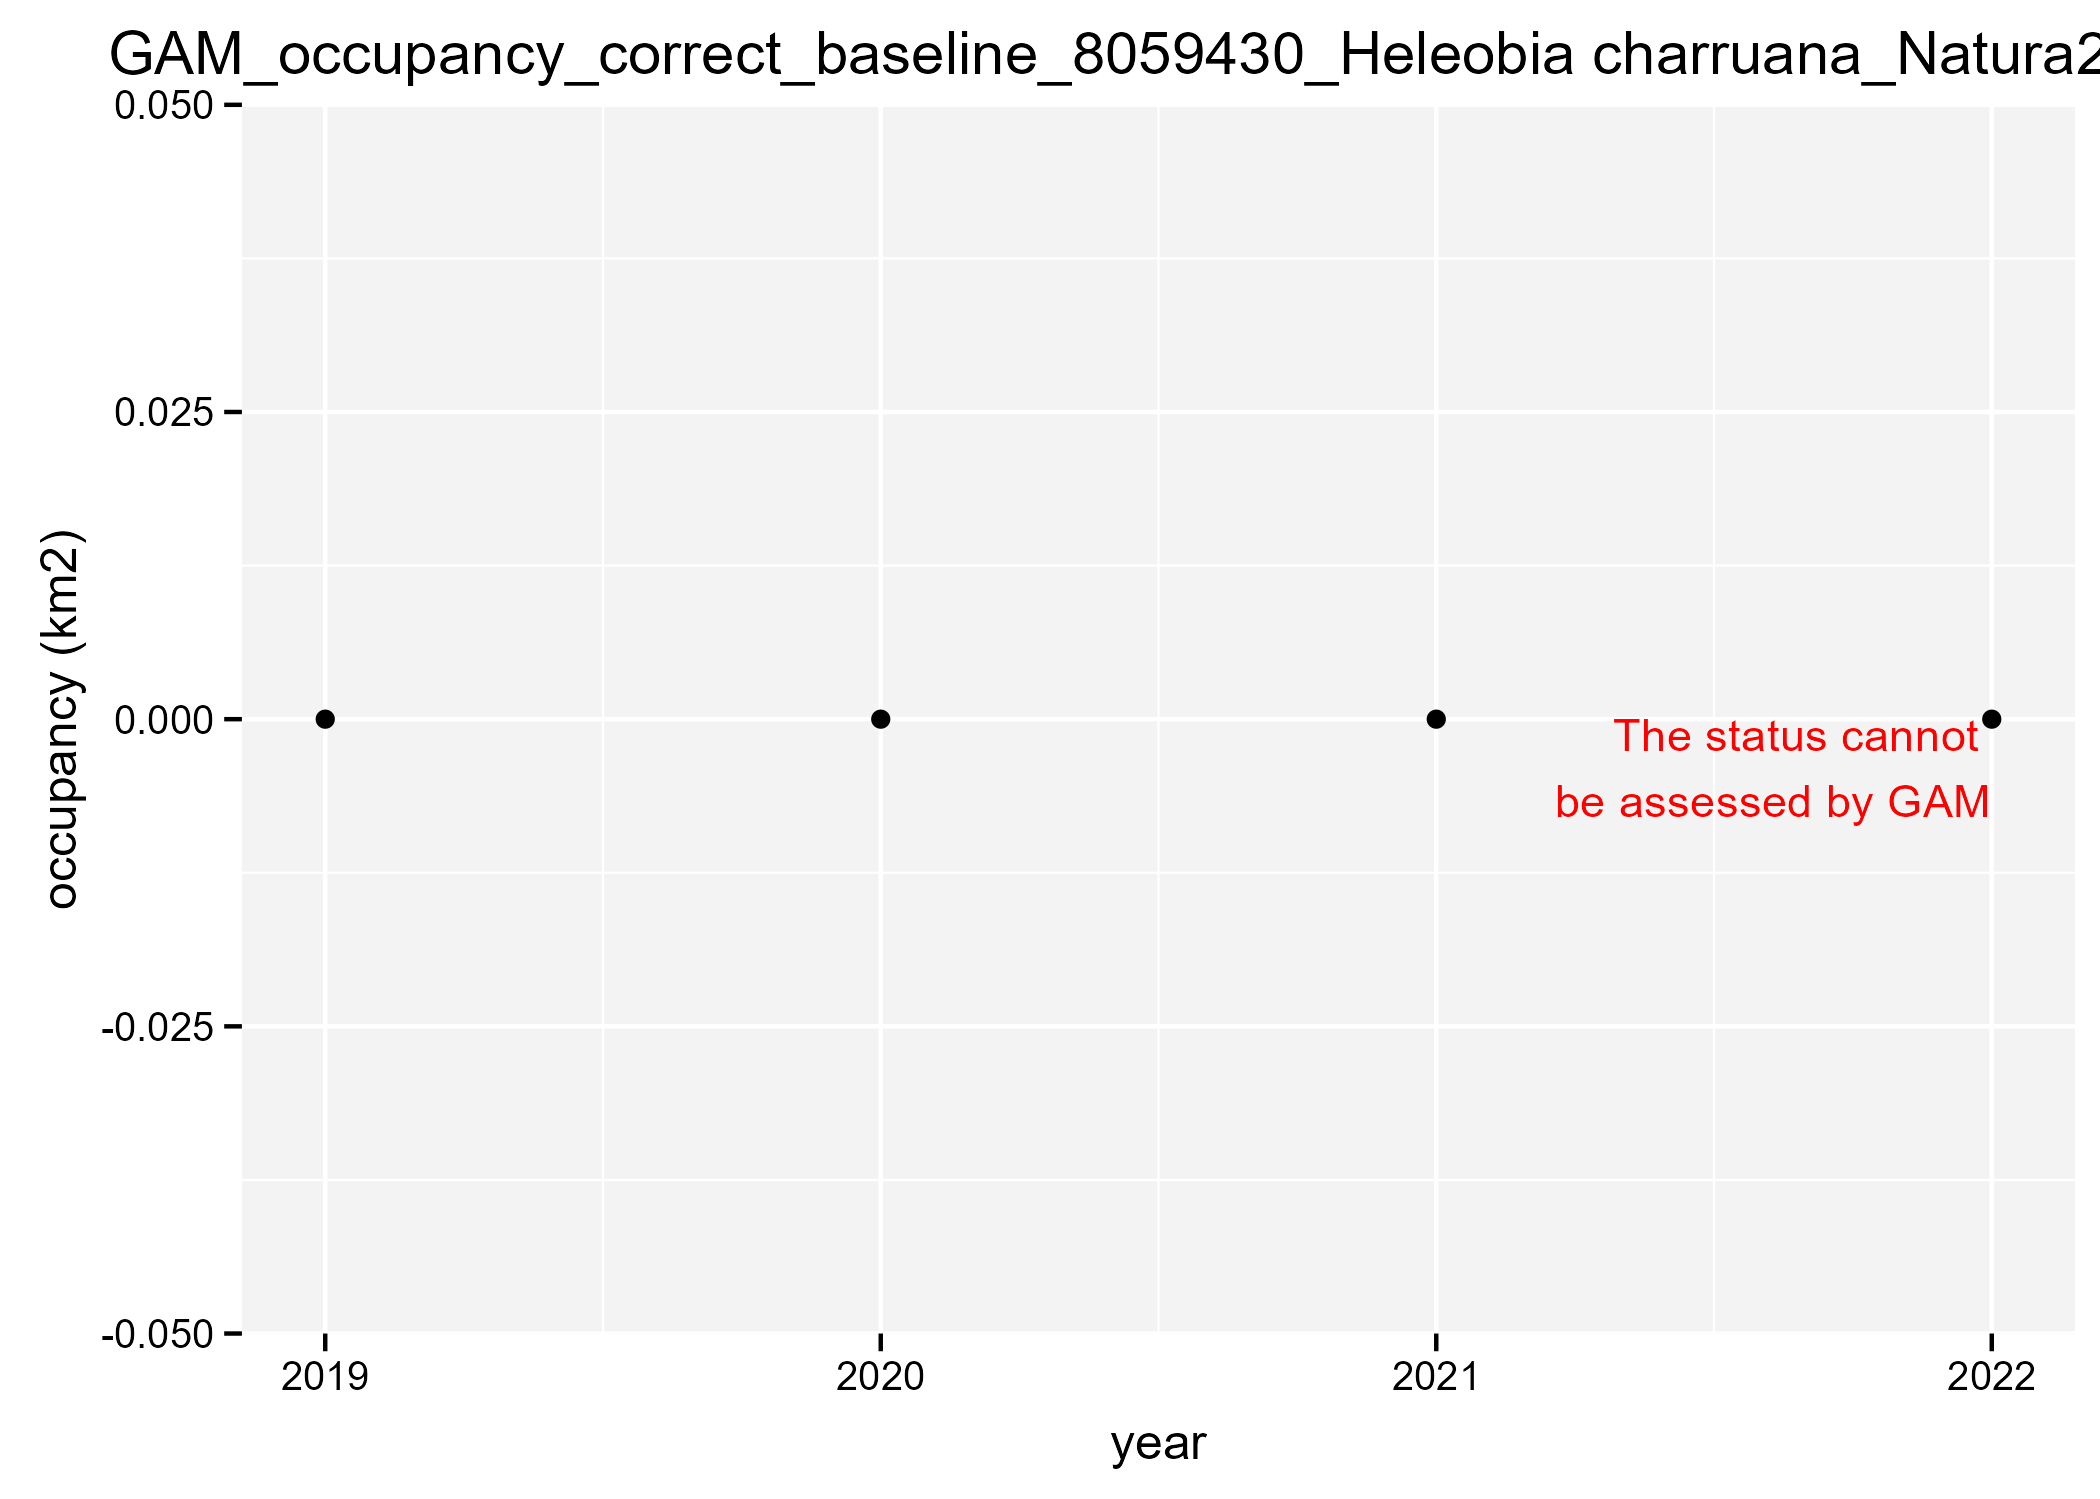 GAM_occupancy_correct_baseline_8059430_Heleobia charruana_Natura2
0.050
0.025
0.000
-0.025
-0.050
occupancy (km2)
The status cannot
be assessed by GAM
2019 2020 2021 2022
year